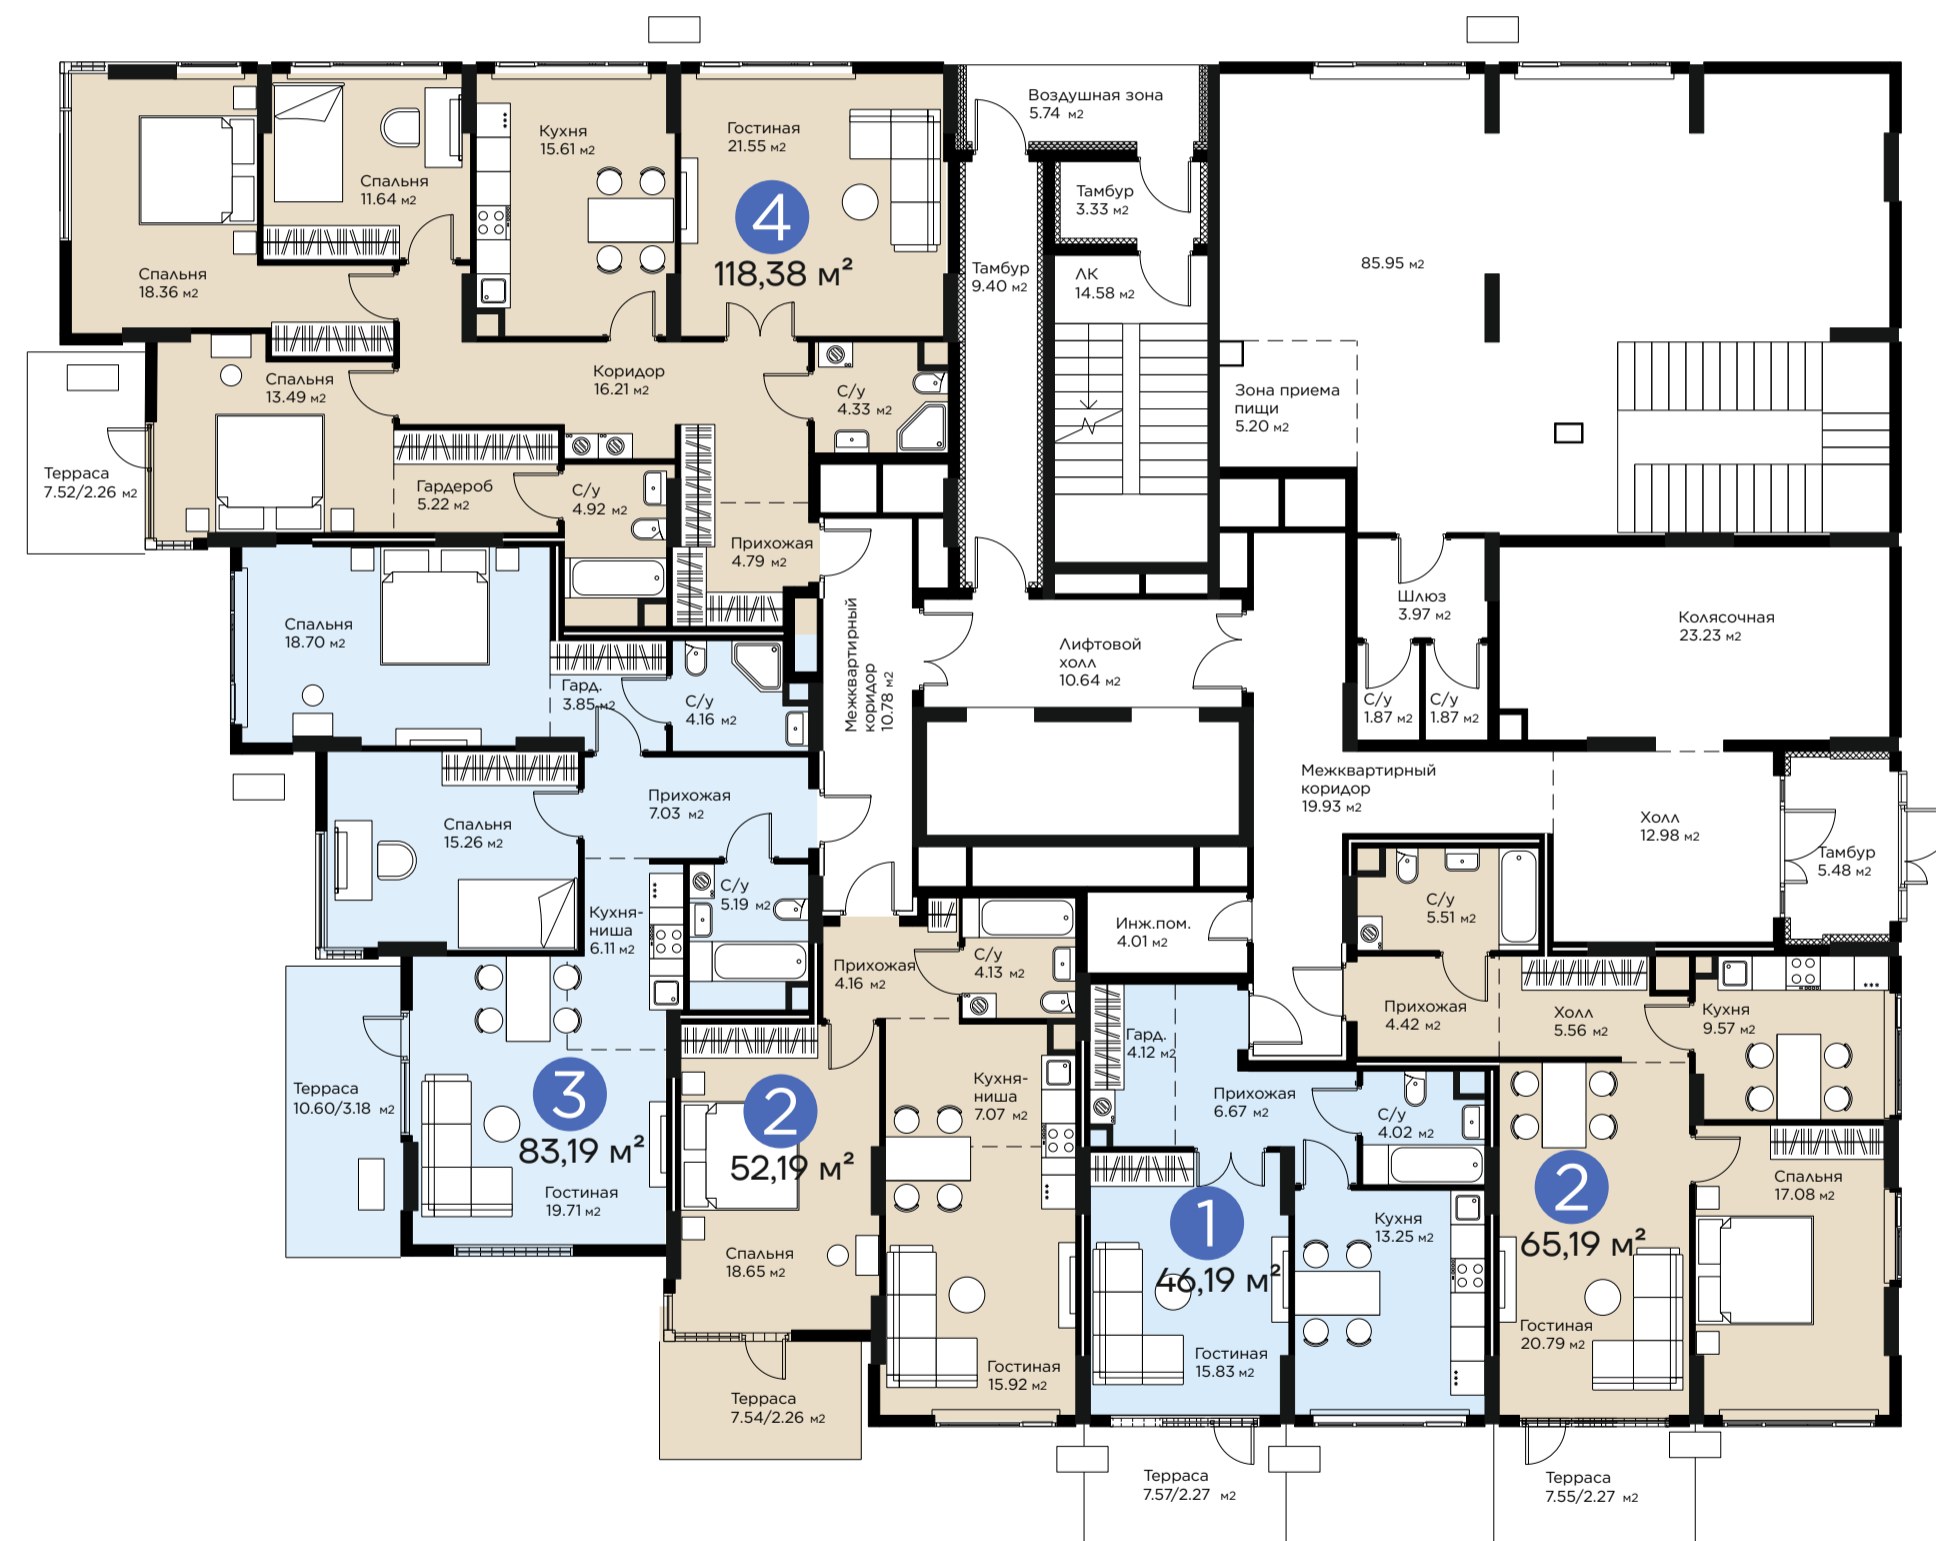 Спальня
18.36 м2
Спальня
11.64 м2
Кухня
15.61 м2
Гостиная
21.55 м2
4
118,38 м²
Спальня
13.49 м2
Коридор
16.21 м2
С/у
4.33 м2
Терраса
7.52/2.26 м2
Гардероб
5.22 м2
С/у
4.92 м2
Прихожая
4.79 м2
Воздушная зона
5.74 м2
Тамбур
3.33 м2
Тамбур
9.40 м2
ЛК
14.58 м2
85.95 м2
Зона приема
пищи
5.20 м2
Шлюз
3.97 м2
С/у
1.87 м2
С/у
1.87 м2
Колясочная
23.23 м2
Лифтовой
холл
10.64 м2
Межквартирный
коридор
10.78 м2
Межквартирный
коридор
19.93 м2
Холл
12.98 м2
Тамбур
5.48 м2
Инж.пом.
4.01 м2
Спальня
18.70 м2
Гард.
3.85 м2
С/у
4.16 м2
Прихожая
7.03 м2
Спальня
15.26 м2
Кухня-
ниша
6.11 м2
С/у
5.19 м2
Терраса
10.60/3.18 м2
3
83,19 м²
Гостиная
19.71 м2
Прихожая
4.16 м2
С/у
4.13 м2
Кухня-
ниша
7.07 м2
2
52,19 м²
Спальня
18.65 м2
Гостиная
15.92 м2
Терраса
7.54/2.26 м2
Гард.
4.12 м2
Прихожая
6.67 м2
С/у
4.02 м2
1
46,19 м²
Кухня
13.25 м2
Гостиная
15.83 м2
Терраса
7.57/2.27 м2
С/у
5.51 м2
Прихожая
4.42 м2
Холл
5.56 м2
Кухня
9.57 м2
2
65,19 м²
Спальня
17.08 м2
Гостиная
20.79 м2
Терраса
7.55/2.27 м2